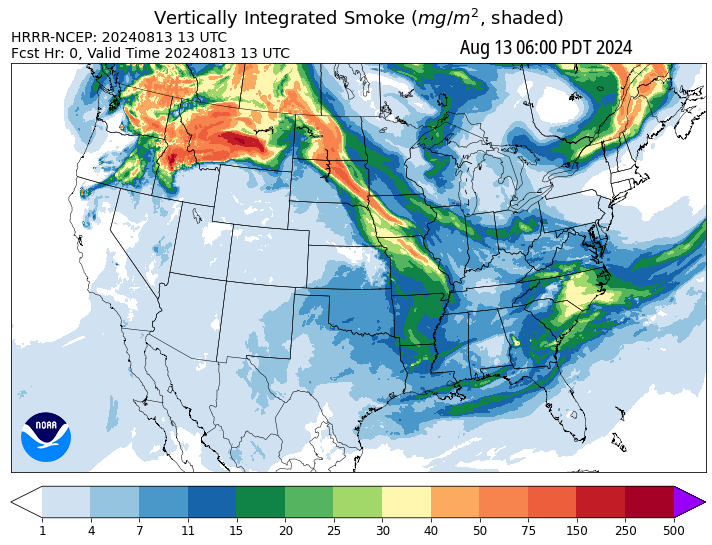 Vertically Integrated Smoke (mg/m², shaded)
HRRR-NCEP: 20240813 13 UTC
Fcst Hr: 0, Valid Time 20240813 13 UTC
Aug 13 06:00 PDT 2024
NOAA
1 4 7 11 15 20 25 30 40 50 75 150 250 500